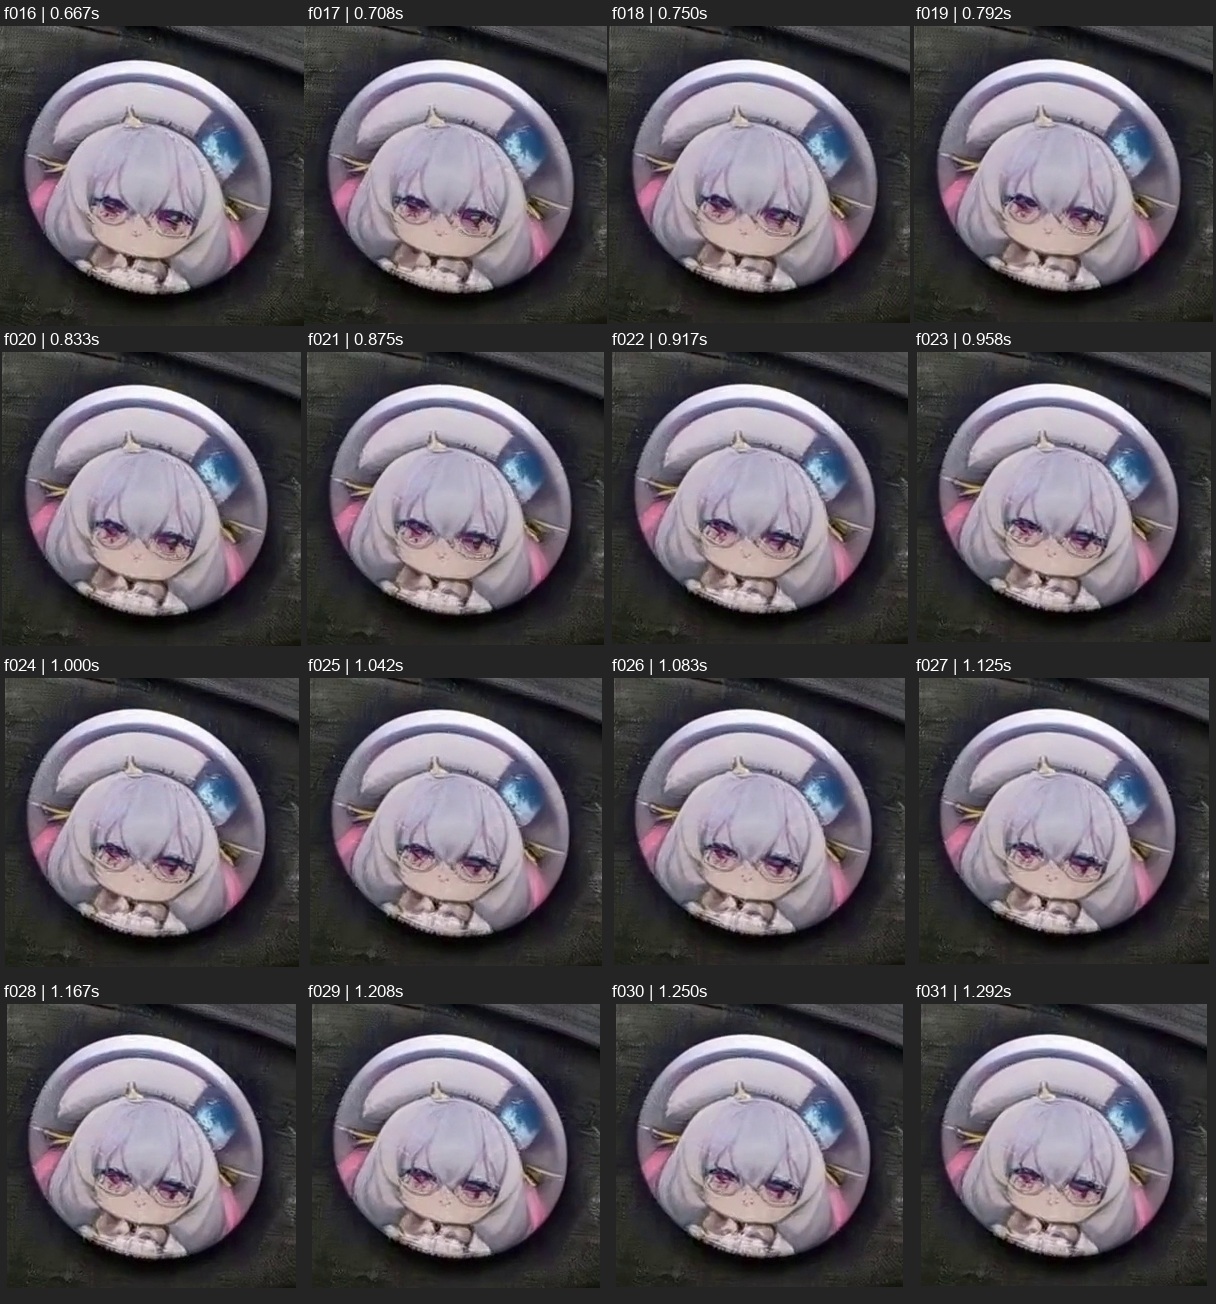 f016 | 0.667s
f017 | 0.708s
f018 | 0.750s
f019 | 0.792s
f020 | 0.833s
f021 | 0.875s
f022 | 0.917s
f023 | 0.958s
f024 | 1.000s
f025 | 1.042s
f026 | 1.083s
f027 | 1.125s
f028 | 1.167s
f029 | 1.208s
f030 | 1.250s
f031 | 1.292s